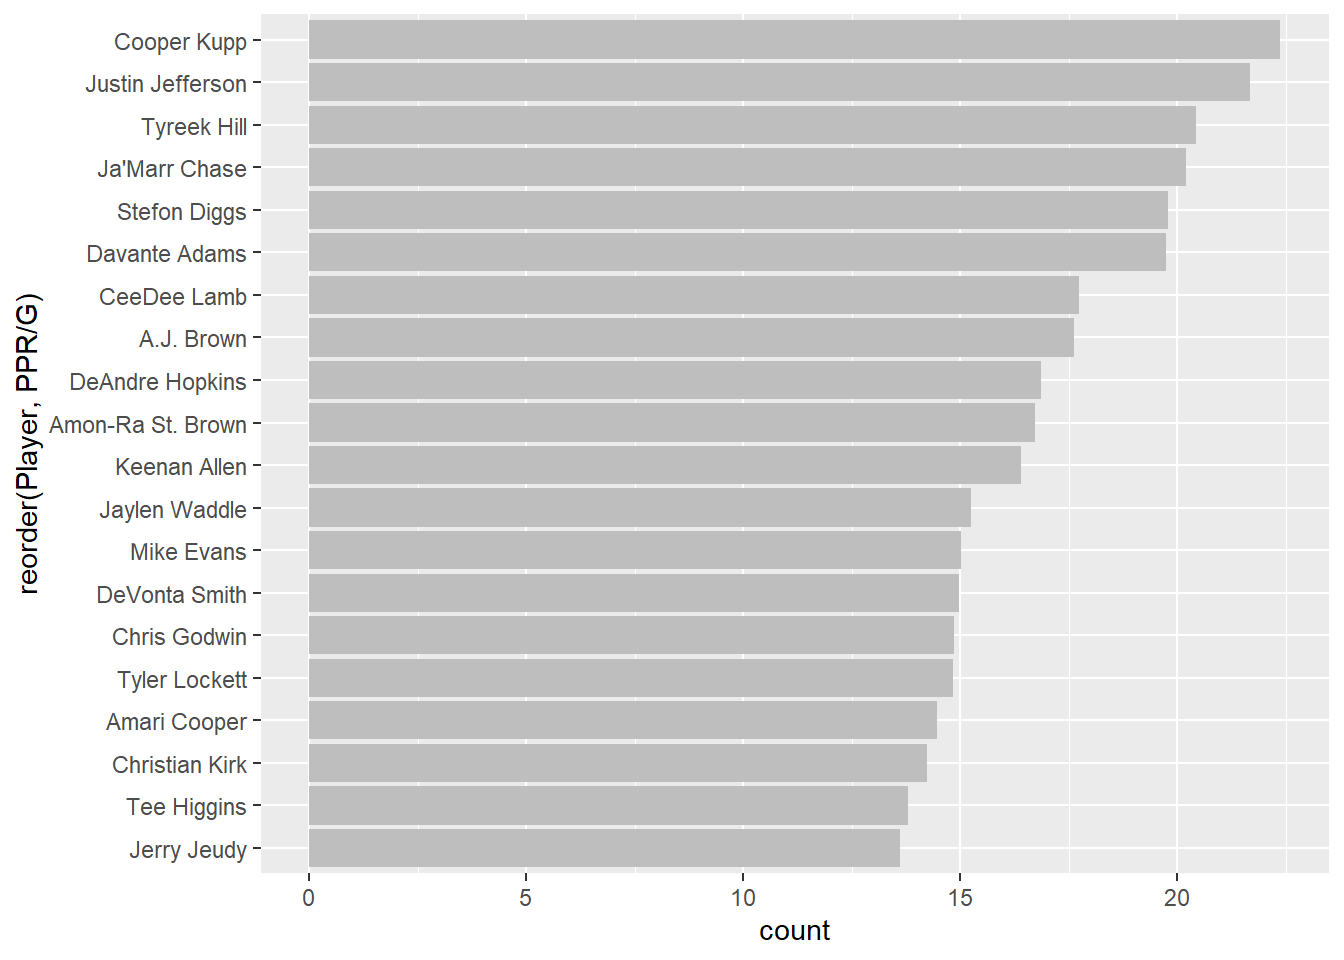 Cooper Kupp
Justin Jefferson
Tyreek Hill
Ja'Marr Chase
Stefon Diggs
Davante Adams
CeeDee Lamb
A.J. Brown
DeAndre Hopkins
Amon-Ra St. Brown
Keenan Allen
Jaylen Waddle
Mike Evans
DeVonta Smith
Chris Godwin
Tyler Lockett
Amari Cooper
Christian Kirk
Tee Higgins
Jerry Jeudy
reorder(Player, PPR/G)
0 5 10 15 20
count